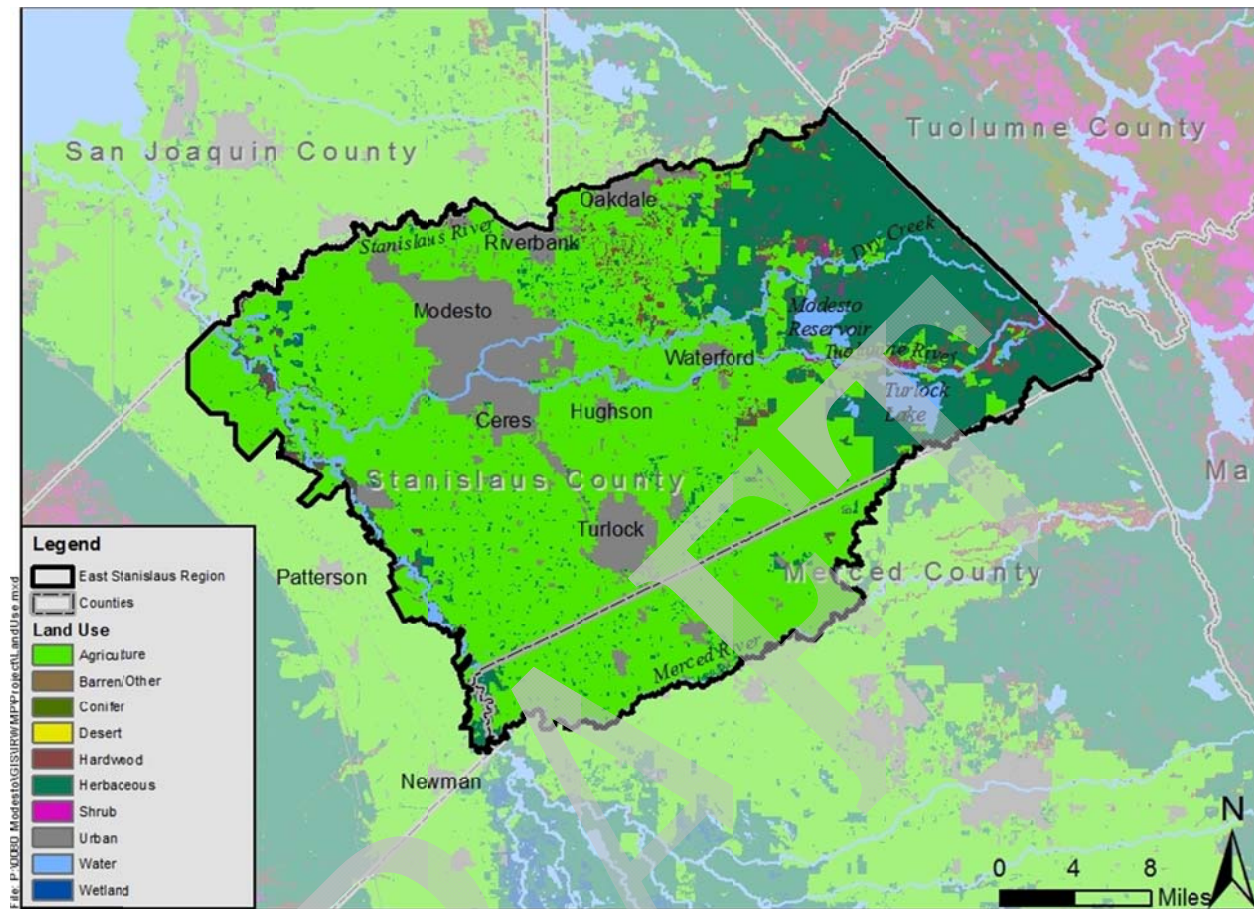 Tuolumne County
San Joaquin County
Oakdale
Stanislaus River
Riverbank
Dry Creek
Modesto
Modesto
Reservoir
Waterford
Tuolumne River
Turlock
Lake
Ceres
Hughson
Ma
Stanislaus County
Turlock
Patterson
Merced County
Merced River
Newman
Legend
East Stanislaus Region
Counties
Land Use
Agriculture
Barren/Other
Conifer
Desert
Hardwood
Herbaceous
Shrub
Urban
Water
Wetland
N
0 4 8
Miles